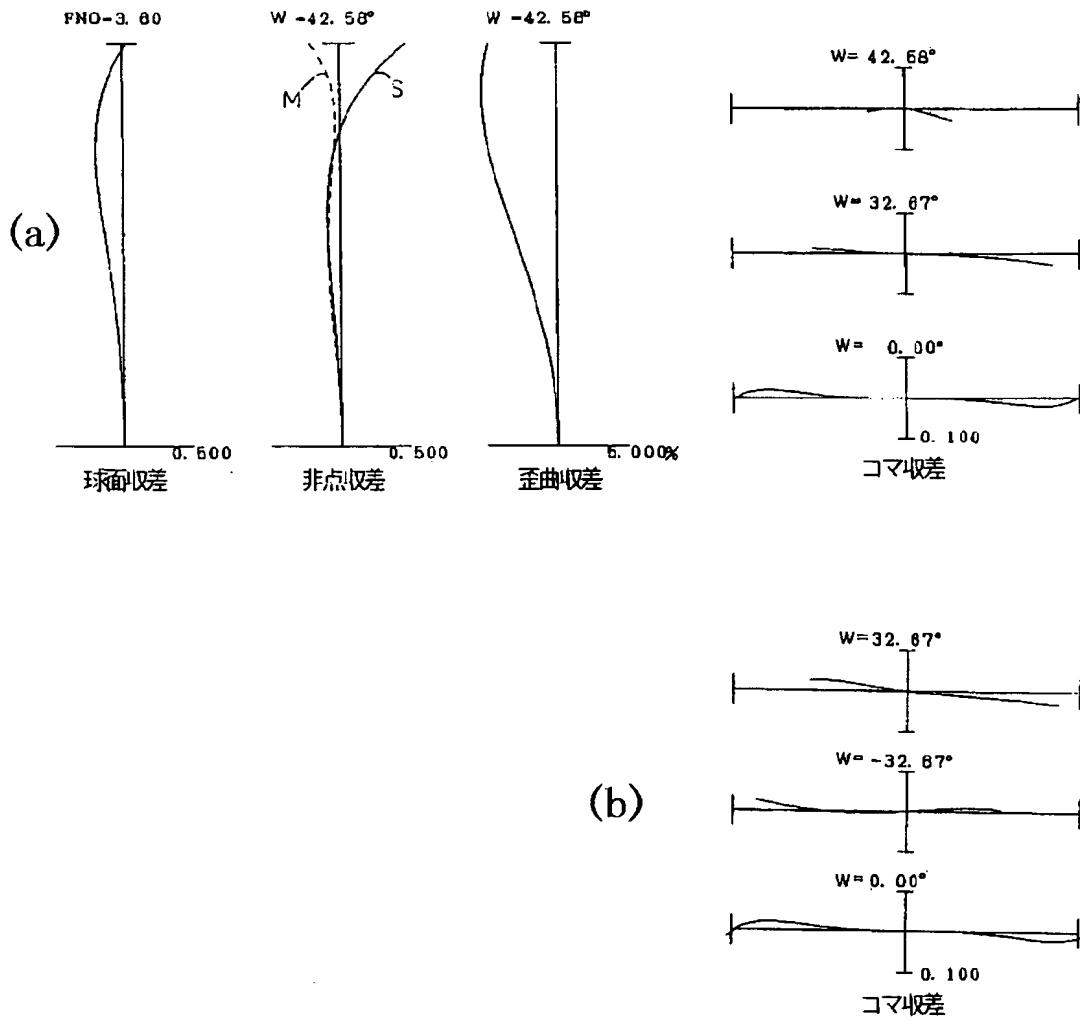 FNO-3. 60
W -42. 58°
W -42. 58°
M
S
(a)
0.500
0.500
5.000%
球面収差
非点収差
歪曲収差
W= 42. 58°
W= 32. 67°
W= 0. 00°
0. 100
コマ収差
(b)
W=32. 67°
W= -32. 67°
W=0. 00°
0. 100
コマ収差